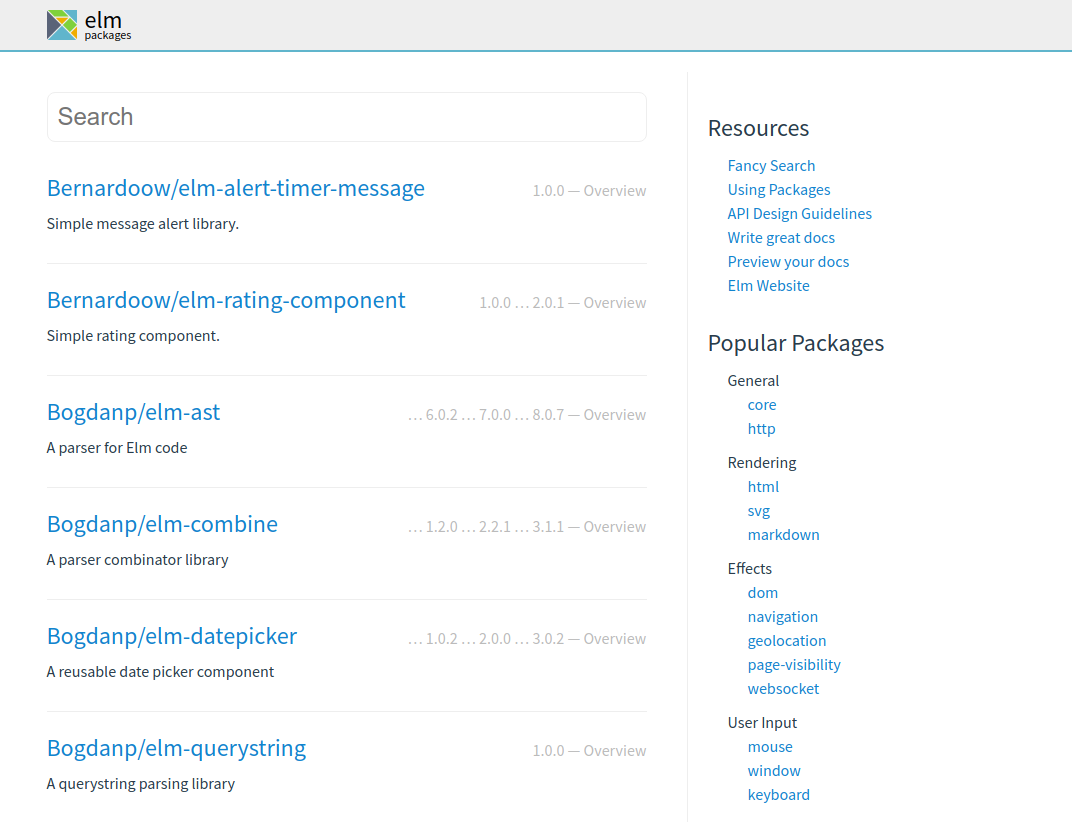 elm
packages
Search
Bernardoow/elm-alert-timer-message 1.0.0 — Overview
Simple message alert library.
Bernardoow/elm-rating-component 1.0.0 … 2.0.1 — Overview
Simple rating component.
Bogdanp/elm-ast … 6.0.2 … 7.0.0 … 8.0.7 — Overview
A parser for Elm code
Bogdanp/elm-combine … 1.2.0 … 2.2.1 … 3.1.1 — Overview
A parser combinator library
Bogdanp/elm-datepicker … 1.0.2 … 2.0.0 … 3.0.2 — Overview
A reusable date picker component
Bogdanp/elm-querystring 1.0.0 — Overview
A querystring parsing library
Resources
Fancy Search
Using Packages
API Design Guidelines
Write great docs
Preview your docs
Elm Website
Popular Packages
General
core
http
Rendering
html
svg
markdown
Effects
dom
navigation
geolocation
page-visibility
websocket
User Input
mouse
window
keyboard